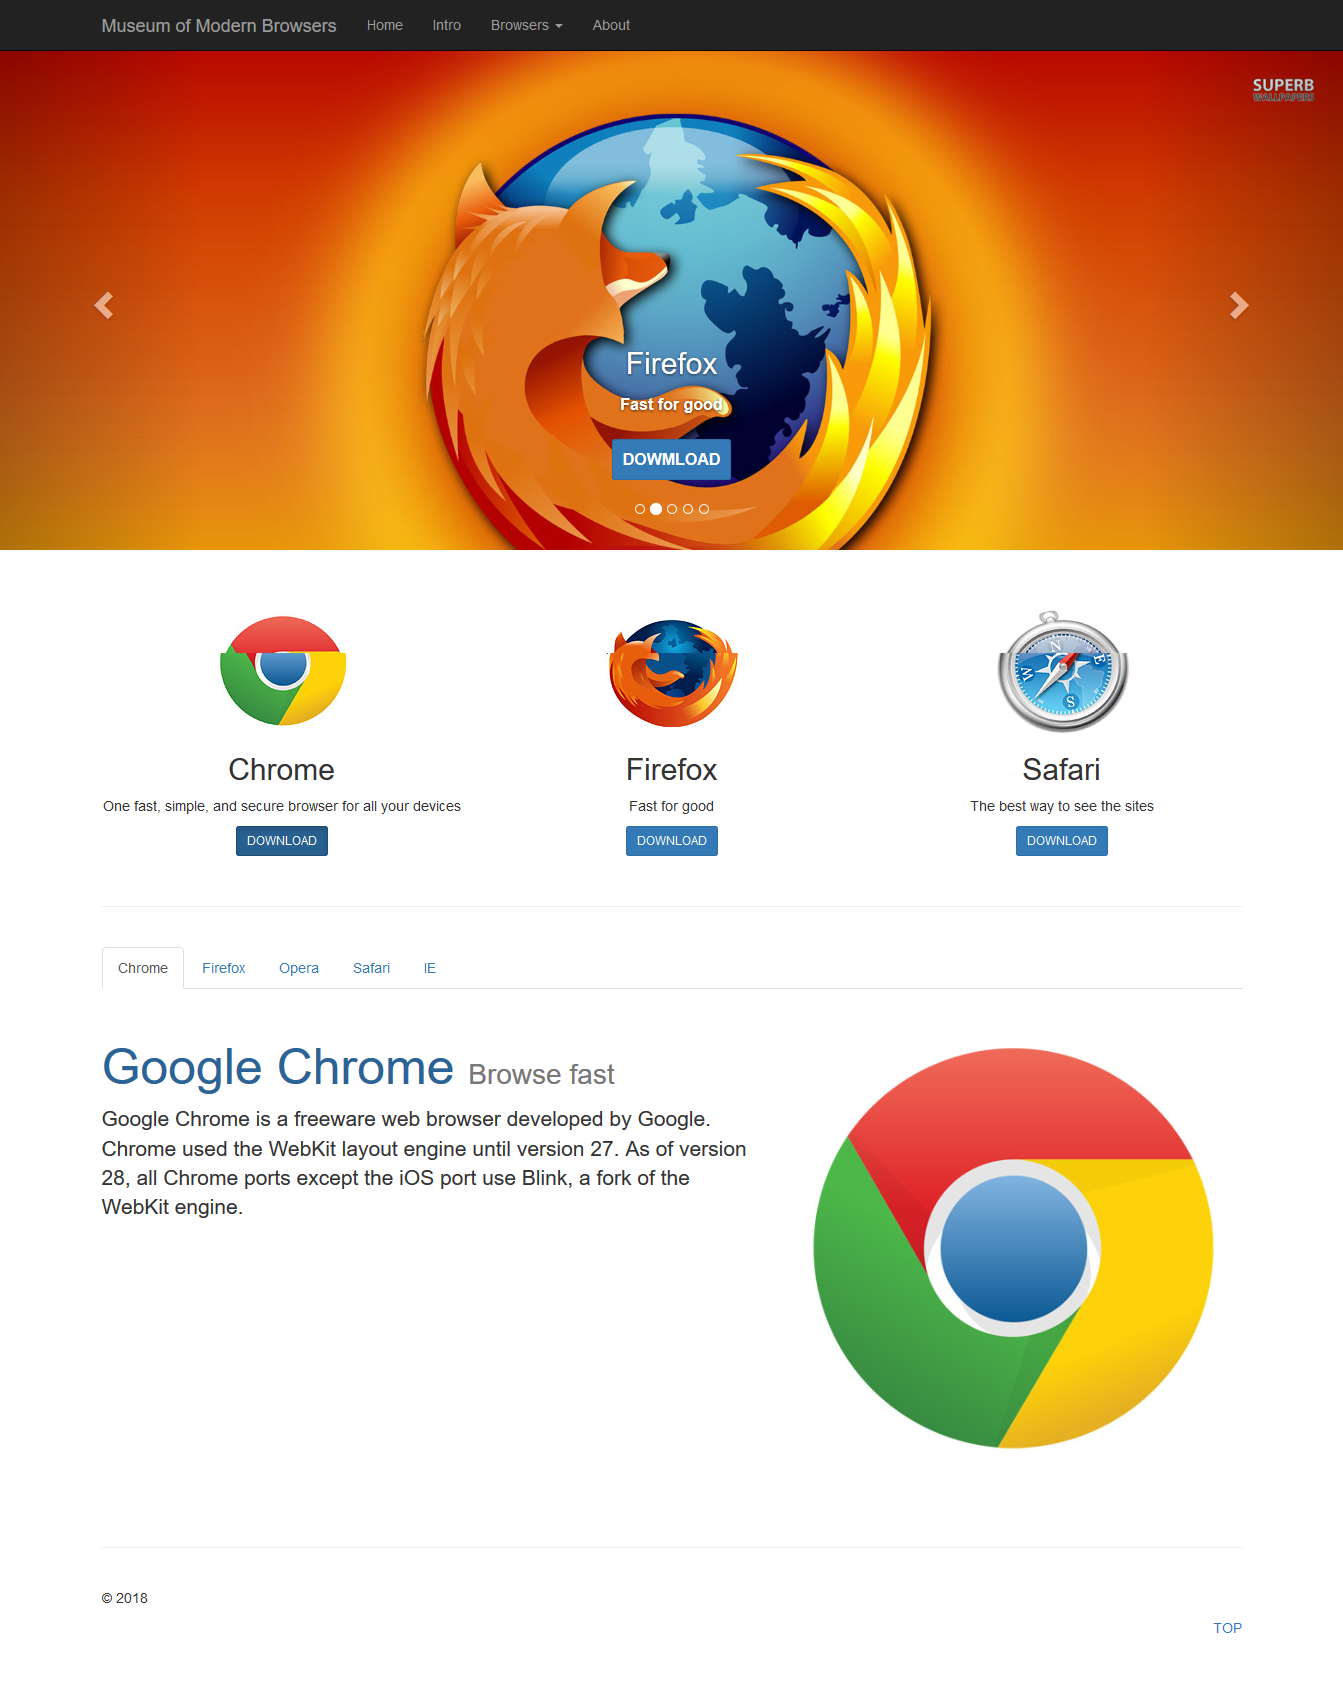 Museum of Modern Browsers Home Intro Browsers About
SUPERB
WALLPAPERS
Firefox
Fast for good
DOWMLOAD
N E W S
Chrome Firefox Safari
One fast, simple, and secure browser for all your devices Fast for good The best way to see the sites
DOWNLOAD DOWNLOAD DOWNLOAD
Chrome Firefox Opera Safari IE
Google Chrome Browse fast
Google Chrome is a freeware web browser developed by Google.
Chrome used the WebKit layout engine until version 27. As of version
28, all Chrome ports except the iOS port use Blink, a fork of the
WebKit engine.
© 2018
TOP